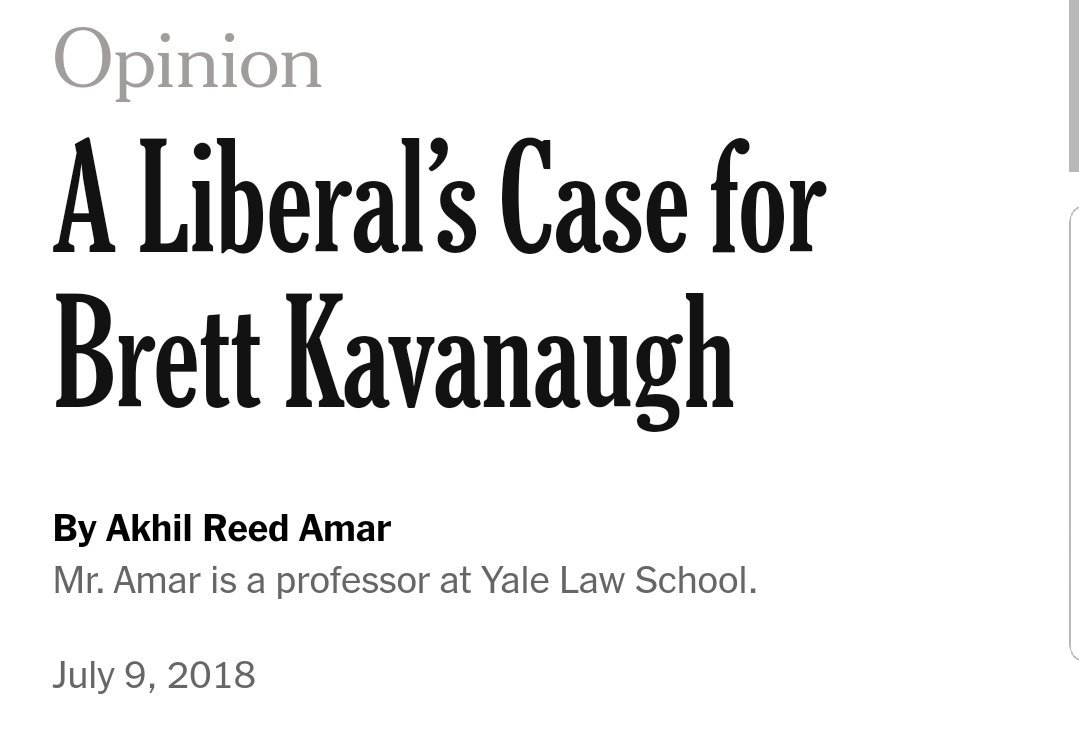 Opinion
A Liberal’s Case for
Brett Kavanaugh
By Akhil Reed Amar
Mr. Amar is a professor at Yale Law School.
July 9, 2018